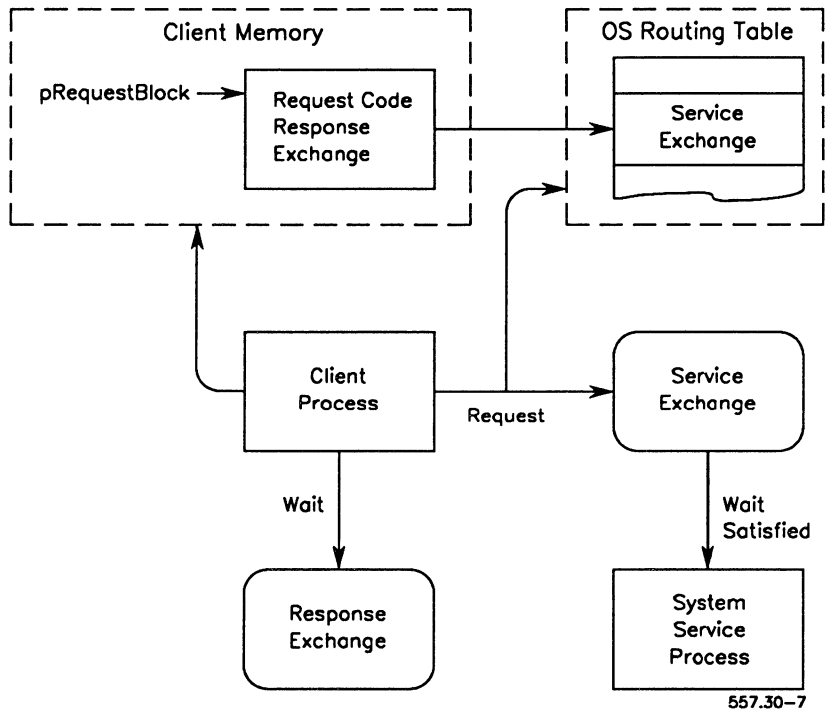 Client Memory
OS Routing Table
pRequestBlock
Request Code
Response
Exchange
Service
Exchange
Client
Process
Request
Service
Exchange
Wait
Wait
Satisfied
Response
Exchange
System
Service
Process
557.30-7